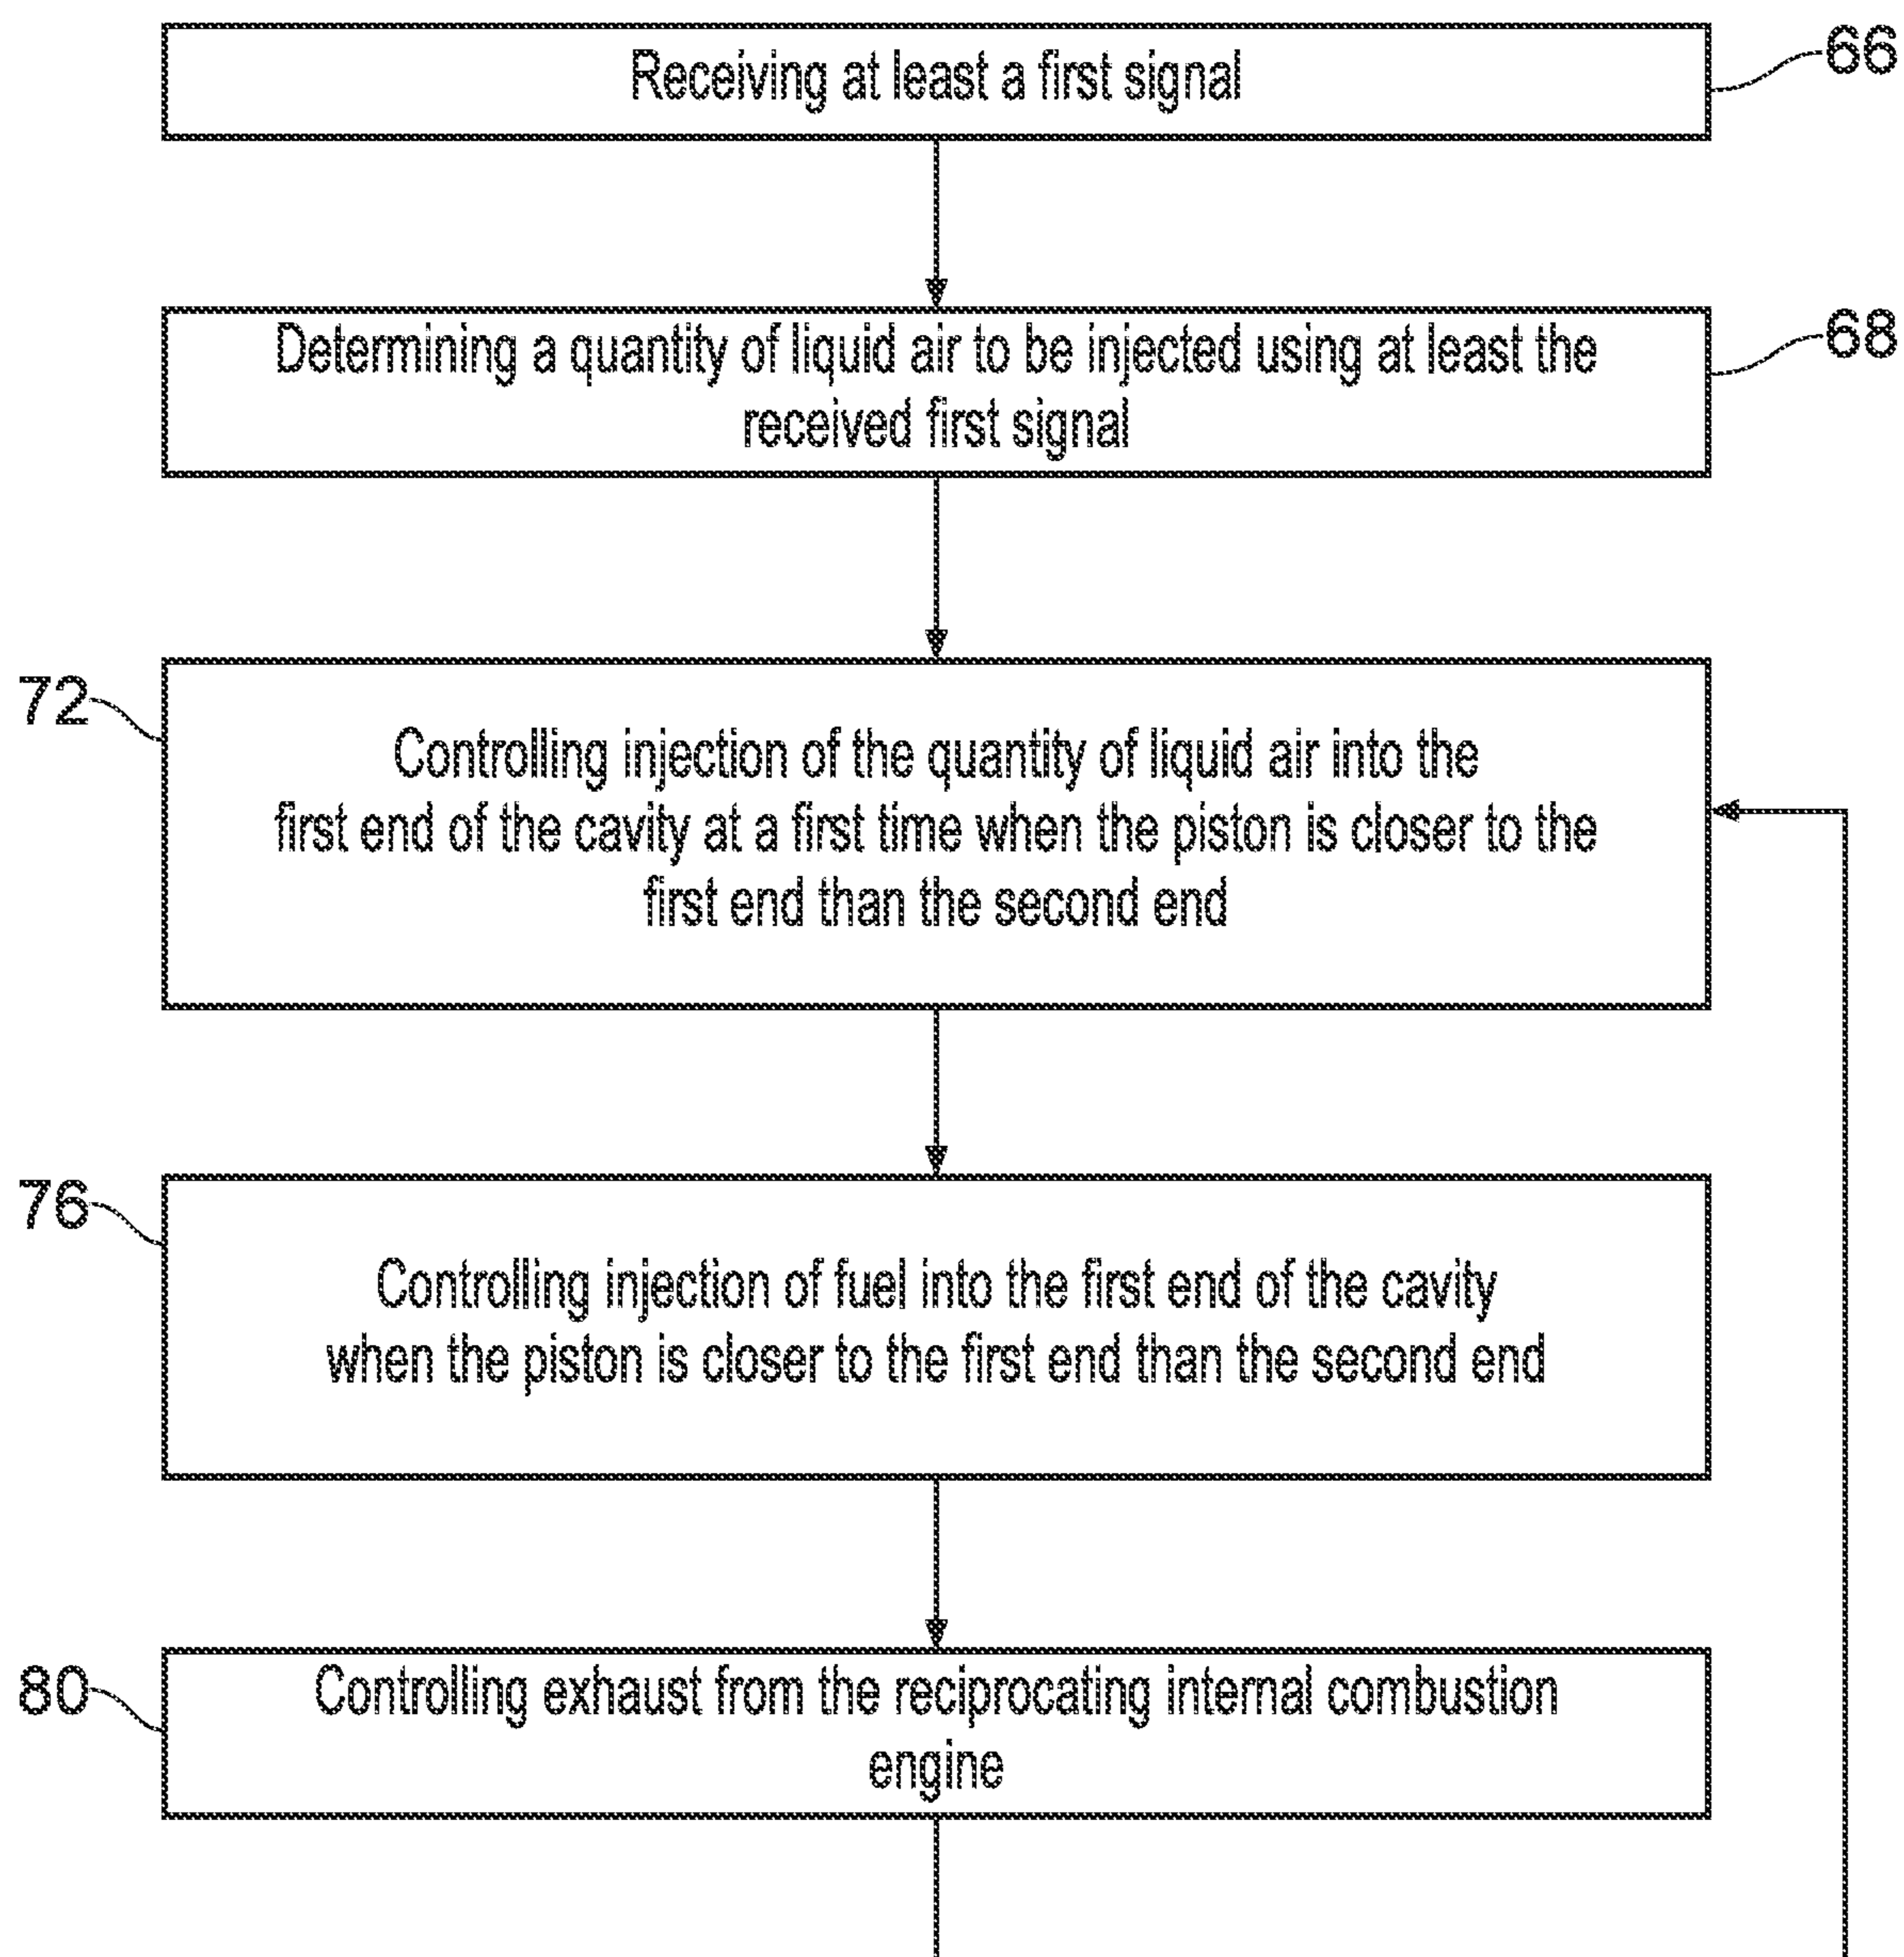 Receiving at least a first signal
66
Determining a quantity of liquid air to be injected using at least the
received first signal
68
72
Controlling injection of the quantity of liquid air into the
first end of the cavity at a first time when the piston is closer to the
first end than the second end
76
Controlling injection of fuel into the first end of the cavity
when the piston is closer to the first end than the second end
80
Controlling exhaust from the reciprocating internal combustion
engine